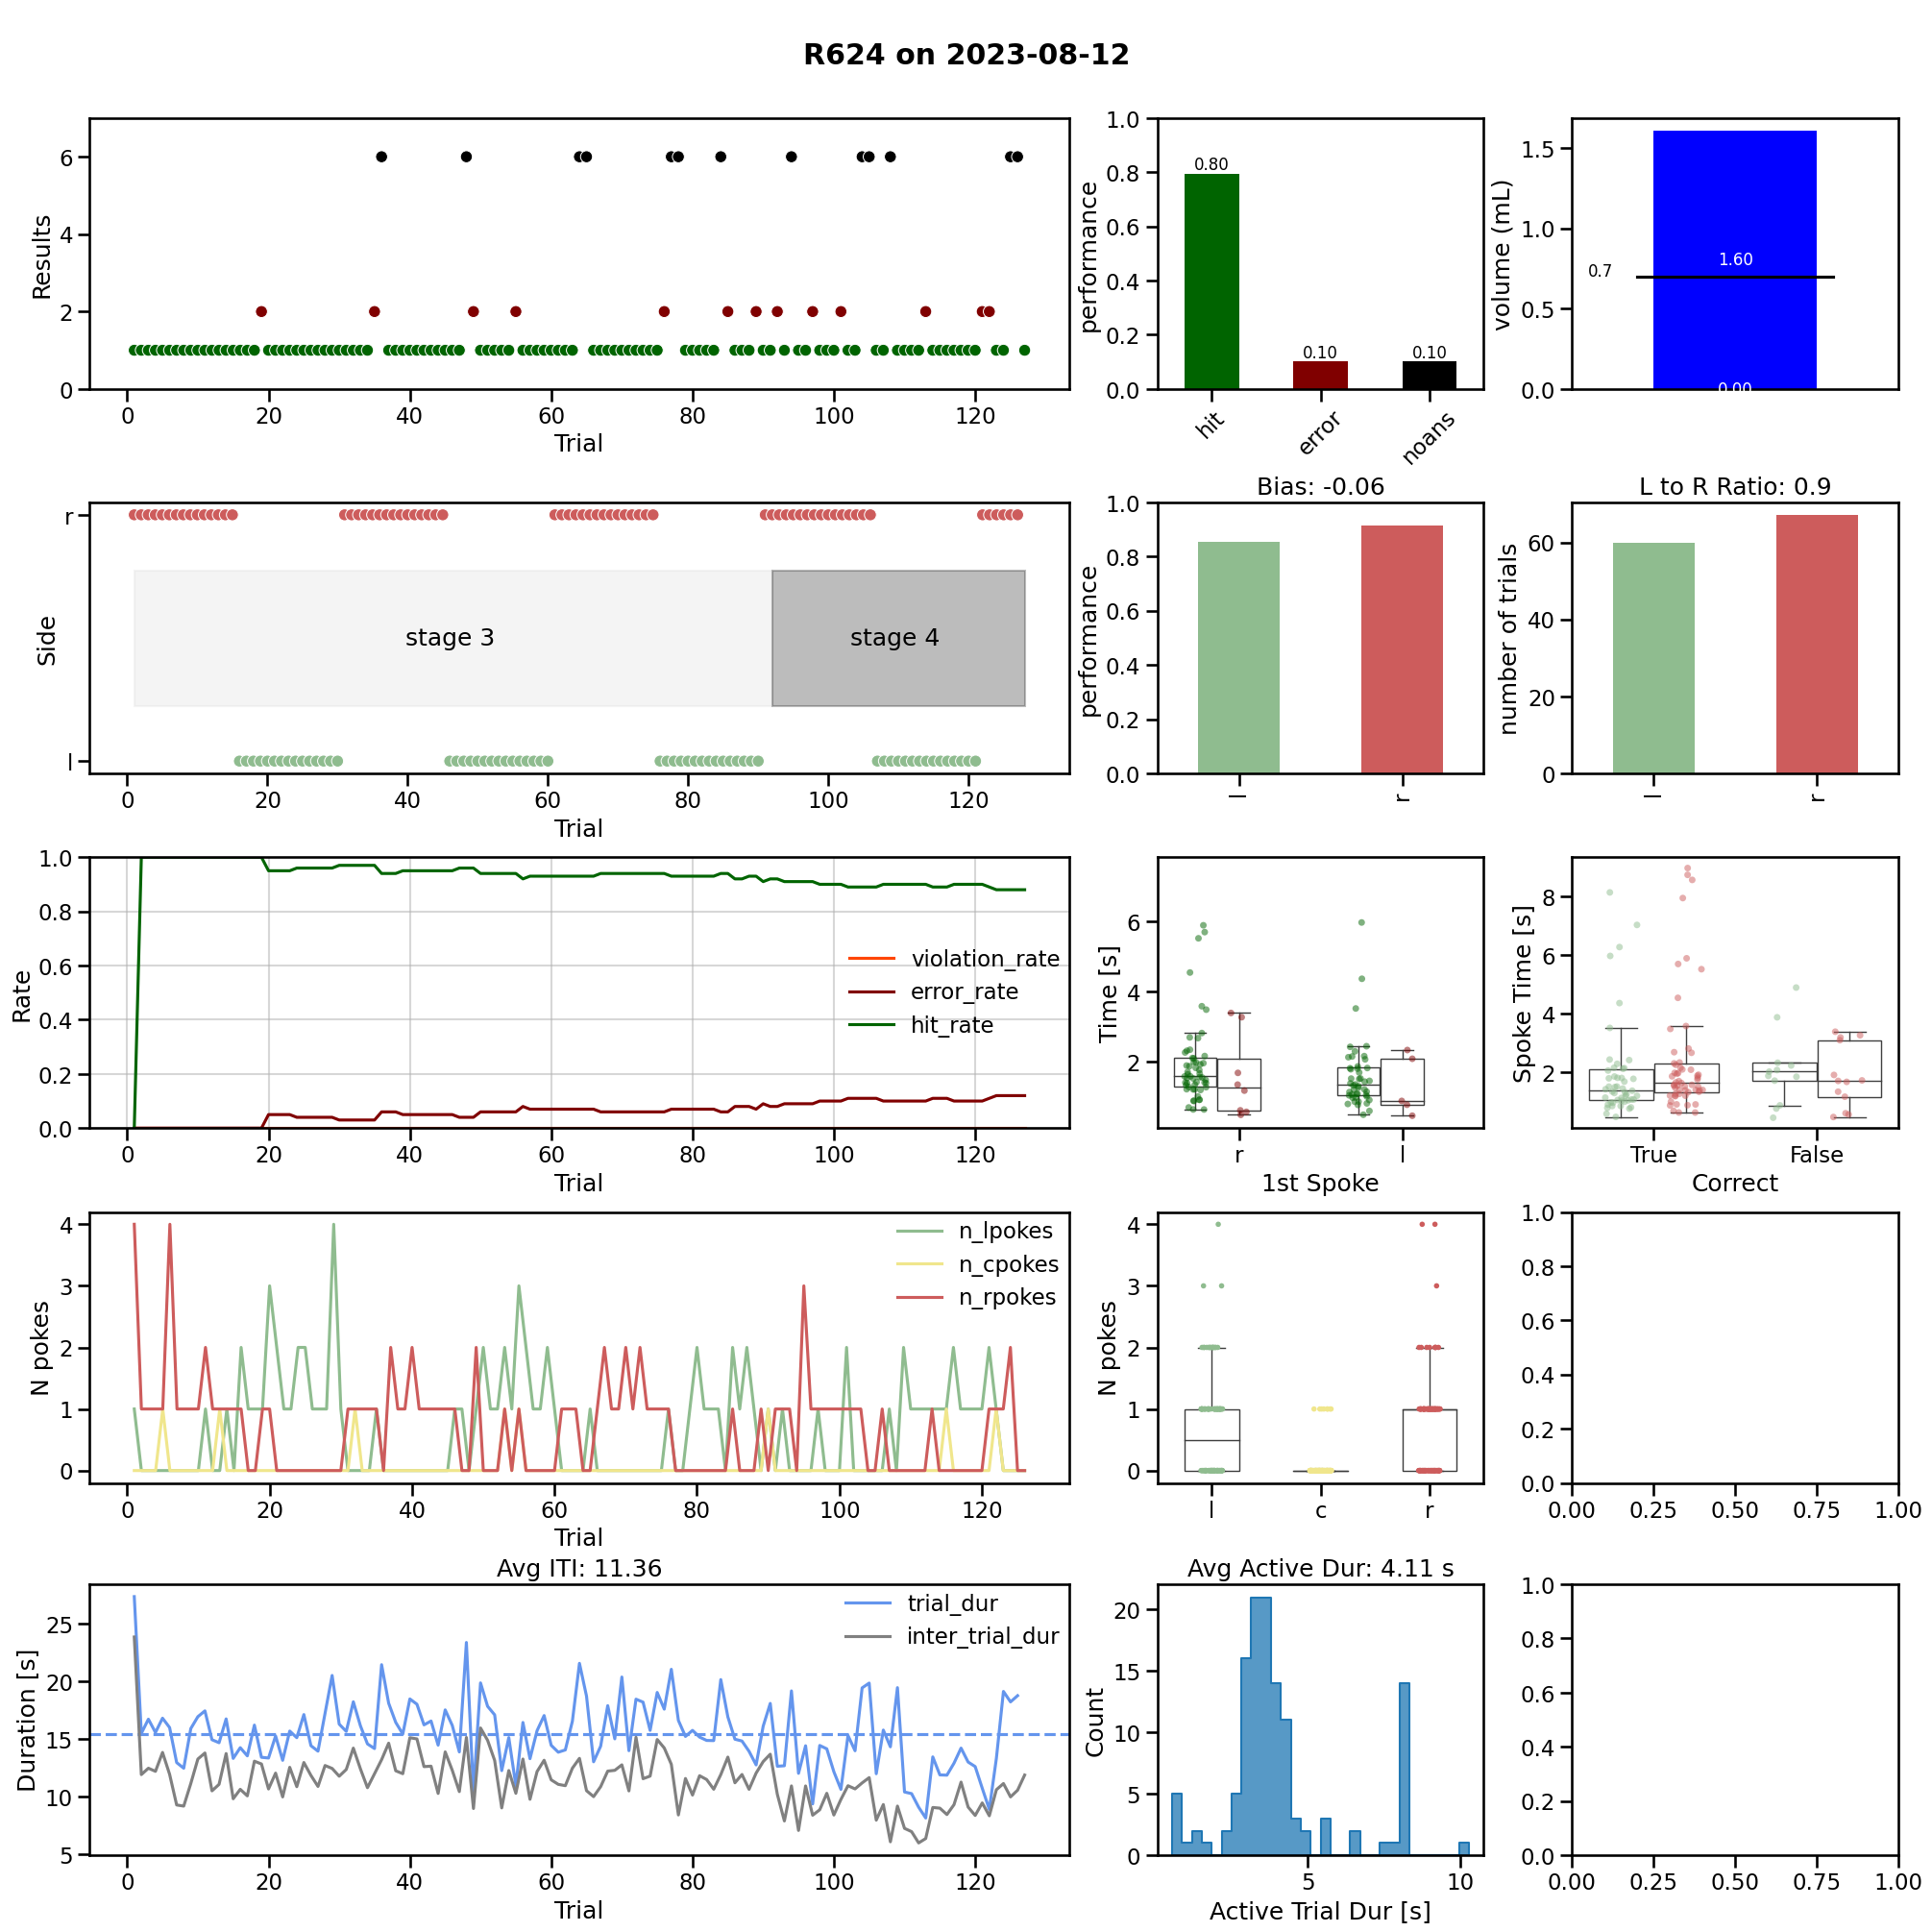 R624 on 2023-08-12
Results
6
4
2
0
0 20 40 60 80 100 120
Trial
performance
1.0
0.8
0.6
0.4
0.2
0.0
0.80
0.10
0.10
hit error noans
volume (mL)
1.5
1.0
0.5
0.0
0.7
1.60
0.00
Side
r
l
stage 3
stage 4
0 20 40 60 80 100 120
Trial
Bias: -0.06
performance
1.0
0.8
0.6
0.4
0.2
0.0
l r
L to R Ratio: 0.9
number of trials
60
40
20
0
l r
Rate
1.0
0.8
0.6
0.4
0.2
0.0
violation_rate
error_rate
hit_rate
0 20 40 60 80 100 120
Trial
Time [s]
6
4
2
r l
1st Spoke
Spoke Time [s]
8
6
4
2
True False
Correct
N pokes
4
3
2
1
0
n_lpokes
n_cpokes
n_rpokes
0 20 40 60 80 100 120
Trial
N pokes
4
3
2
1
0
l c r
1.0
0.8
0.6
0.4
0.2
0.0
0.00 0.25 0.50 0.75 1.00
Avg ITI: 11.36
Duration [s]
25
20
15
10
5
trial_dur
inter_trial_dur
0 20 40 60 80 100 120
Trial
Avg Active Dur: 4.11 s
Count
20
15
10
5
0
5 10
Active Trial Dur [s]
1.0
0.8
0.6
0.4
0.2
0.0
0.00 0.25 0.50 0.75 1.00